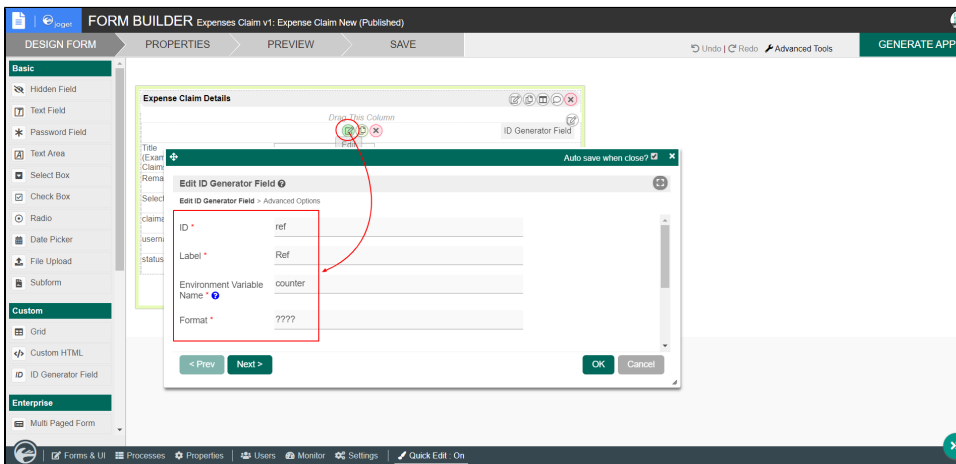 joget FORM BUILDER Expenses Claim v1: Expense Claim New (Published)
DESIGN FORM PROPERTIES PREVIEW SAVE Undo | Redo Advanced Tools GENERATE APP
Basic
Hidden Field
Text Field
Password Field
Text Area
Select Box
Check Box
Radio
Date Picker
File Upload
Subform
Custom
Grid
Custom HTML
ID Generator Field
Enterprise
Multi Paged Form
Expense Claim Details
Drag This Column
ID Generator Field
Edit
Title
(Exam
Claim
Rema
Select
claima
userna
status
Auto save when close?
Edit ID Generator Field
Edit ID Generator Field > Advanced Options
ID * ref
Label * Ref
Environment Variable
Name * counter
Format * ????
< Prev Next > OK Cancel
Forms & UI Processes Properties | Users Monitor Settings | Quick Edit : On